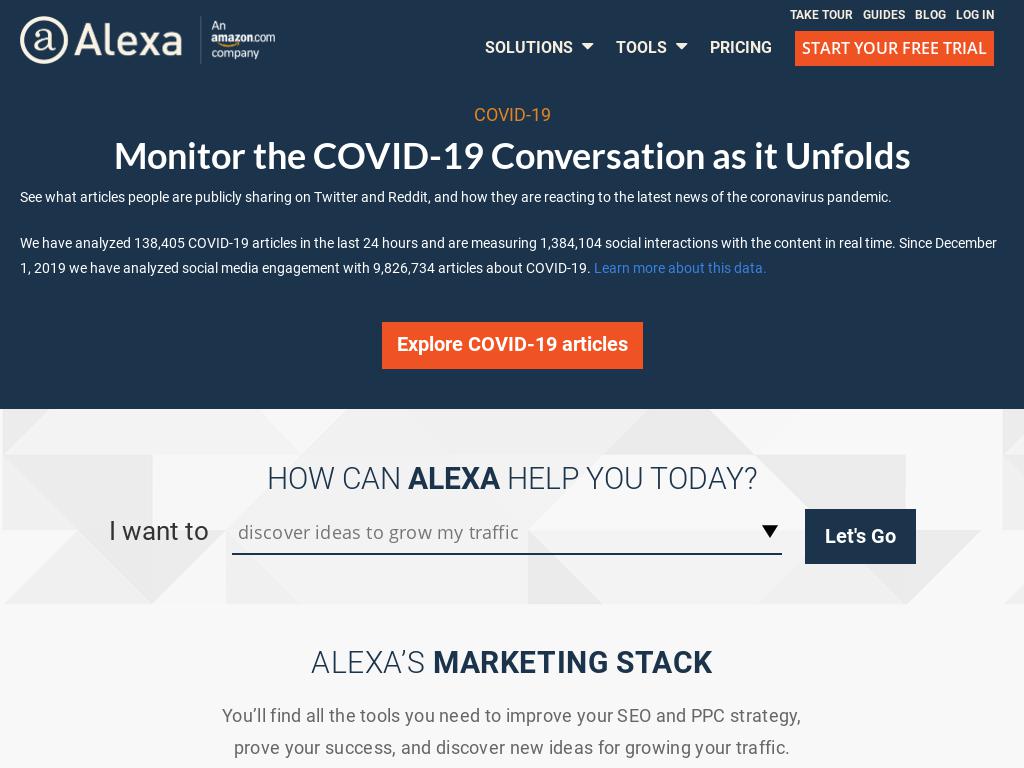 TAKE TOUR GUIDES BLOG LOG IN
@ Alexa
An
amazon.com
company
SOLUTIONS TOOLS PRICING START YOUR FREE TRIAL
COVID-19
Monitor the COVID-19 Conversation as it Unfolds
See what articles people are publicly sharing on Twitter and Reddit, and how they are reacting to the latest news of the coronavirus pandemic.
We have analyzed 138,405 COVID-19 articles in the last 24 hours and are measuring 1,384,104 social interactions with the content in real time. Since December
1, 2019 we have analyzed social media engagement with 9,826,734 articles about COVID-19. Learn more about this data.
Explore COVID-19 articles
HOW CAN ALEXA HELP YOU TODAY?
I want to discover ideas to grow my traffic Let's Go
ALEXA’S MARKETING STACK
You’ll find all the tools you need to improve your SEO and PPC strategy,
prove your success, and discover new ideas for growing your traffic.